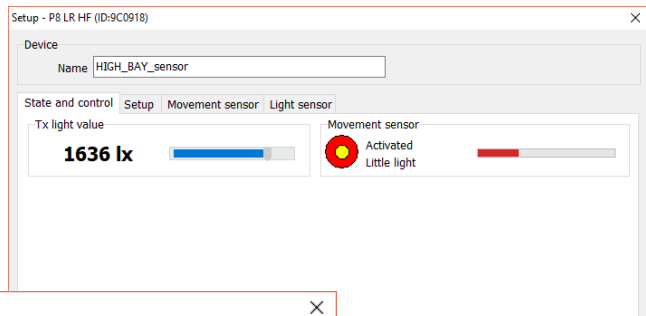 Setup - P8 LR HF (ID:9C0918)
Device
Name HIGH_BAY_sensor
State and control Setup Movement sensor Light sensor
Tx light value Movement sensor
1636 lx
Activated
Little light